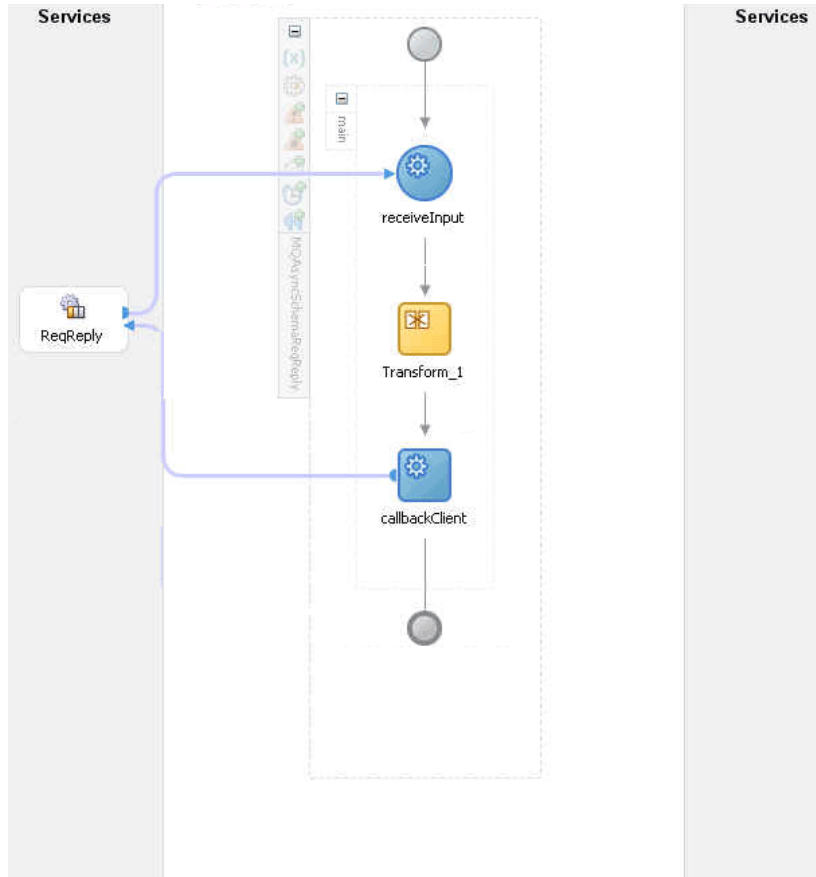 Services
Services
main
receiveInput
MQAsyncSchemaReqReply
ReqReply
Transform_1
callbackClient